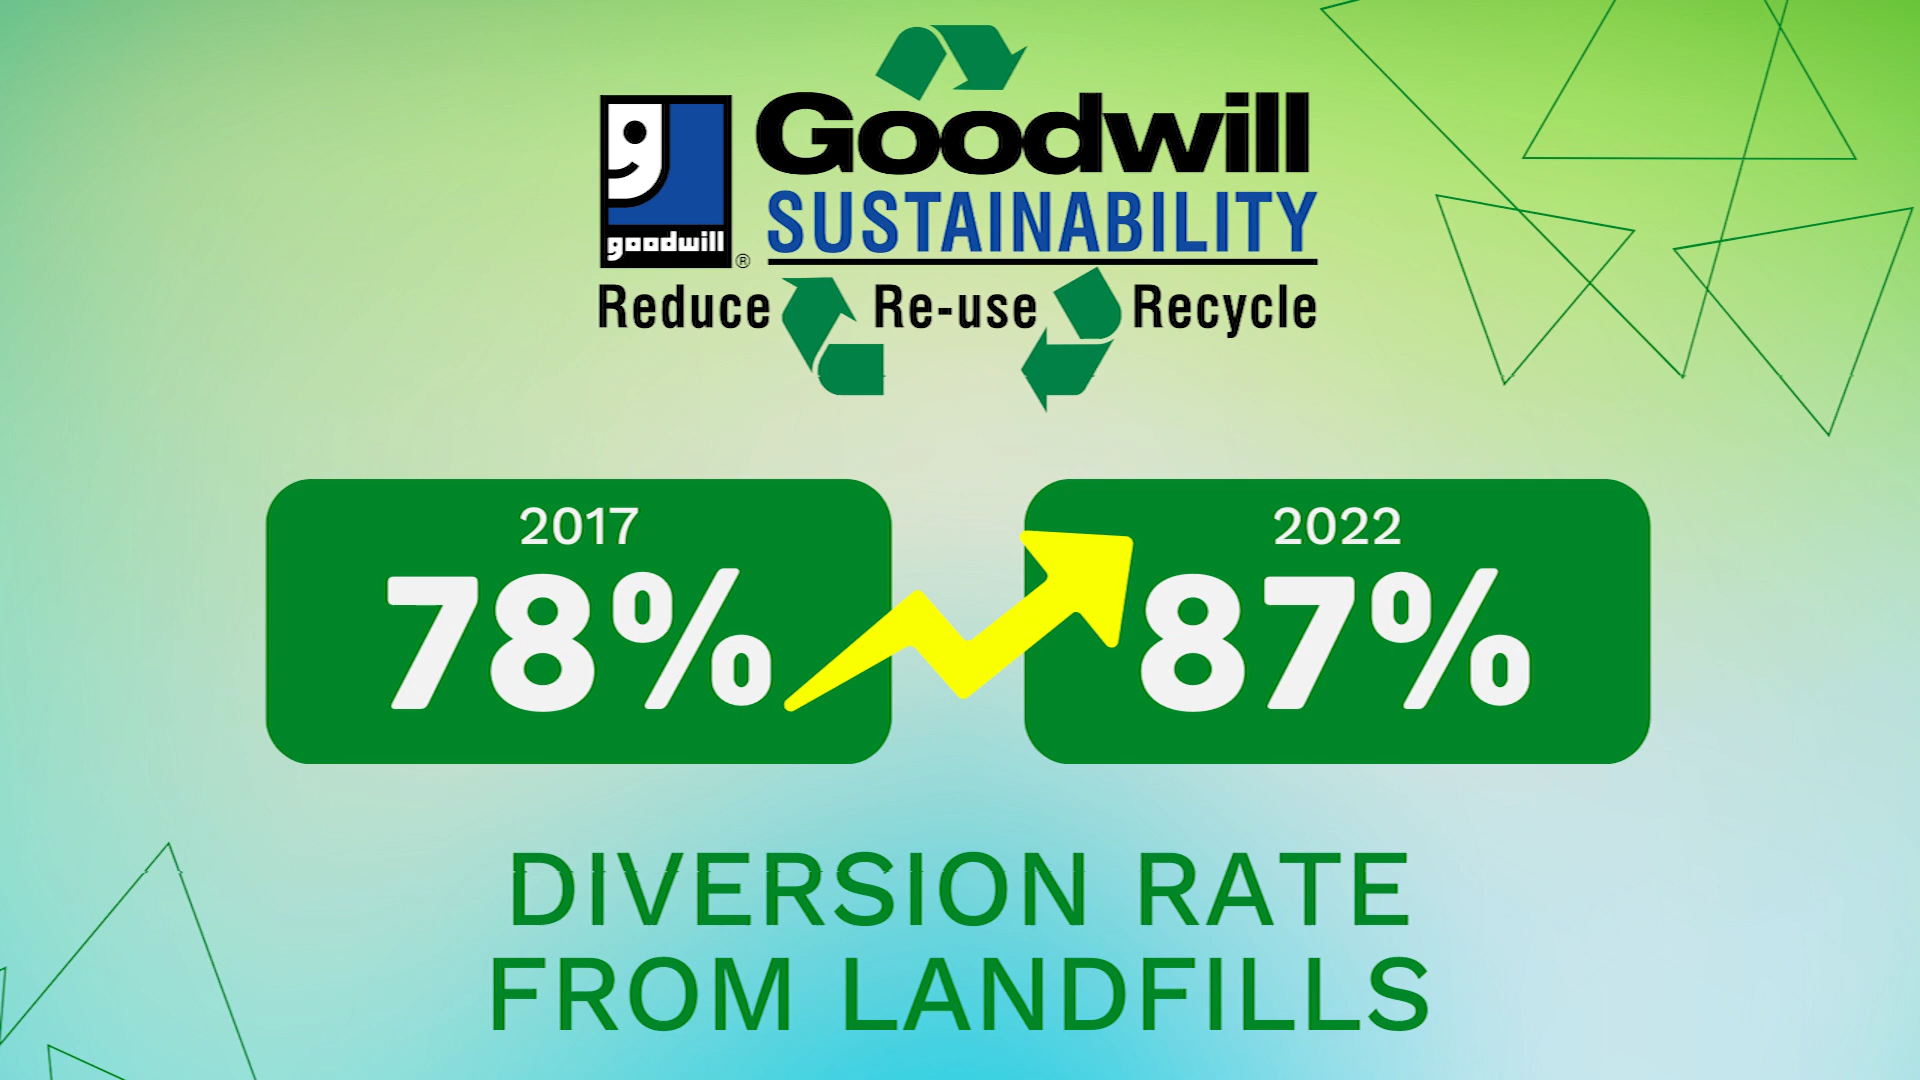 Goodwill
goodwill ®
SUSTAINABILITY
Reduce Re-use Recycle
2017
78%
2022
87%
DIVERSION RATE
FROM LANDFILLS